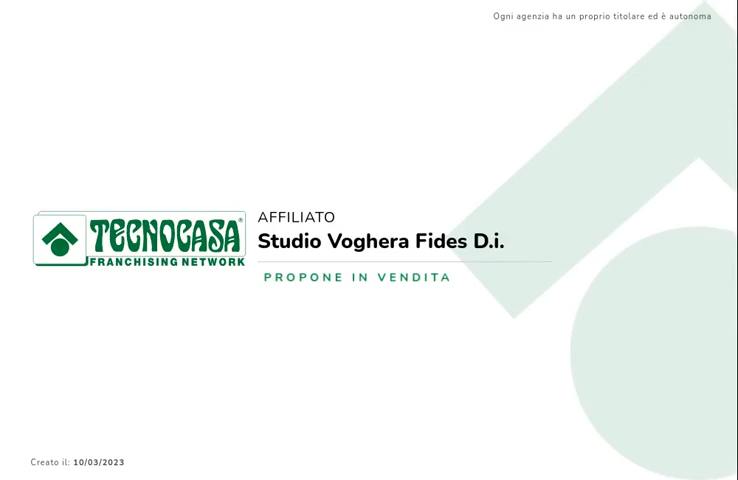 Ogni agenzia ha un proprio titolare ed è autonoma
AFFILIATO
TECNOCASA®
Studio Voghera Fides D.i.
FRANCHISING NETWORK
PROPONE IN VENDITA
Creato il: 10/03/2023